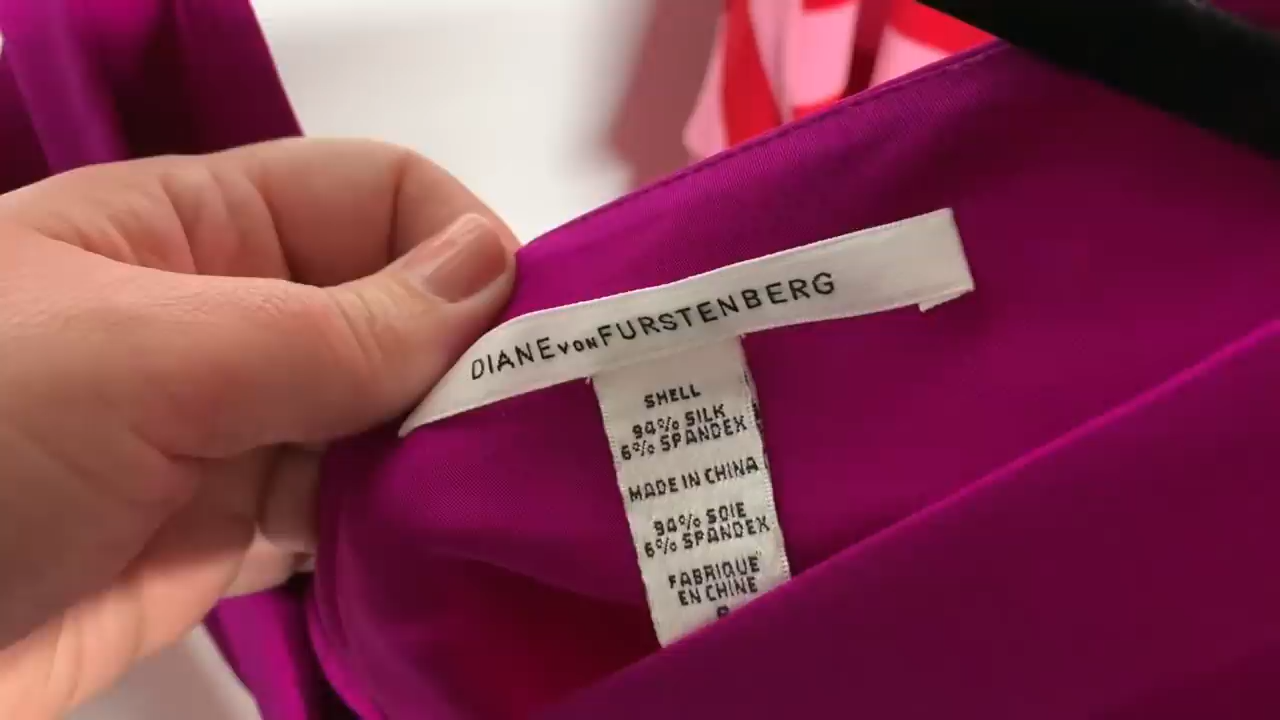 DIANE VON FURSTENBERG
SHELL
94% SILK
6% SPANDEX
MADE IN CHINA
94% SOIE
6% SPANDEX
FABRIQUE
EN CHINE